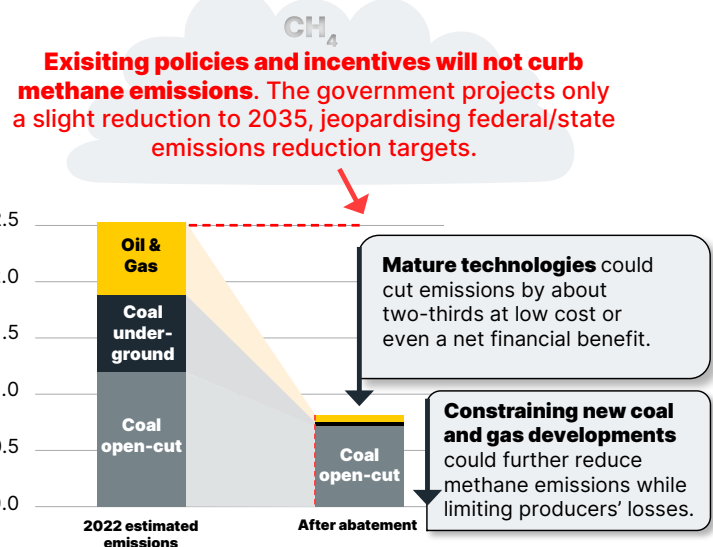 CH4
Exisiting policies and incentives will not curb
methane emissions. The government projects only
a slight reduction to 2035, jeopardising federal/state
emissions reduction targets.
2.5
Oil &
Gas
Mature technologies could
cut emissions by about
two-thirds at low cost or
even a net financial benefit.
2.0
Coal
under-
ground
.5
.0
Constraining new coal
and gas developments
could further reduce
methane emissions while
limiting producers’ losses.
Coal
open-cut
Coal
open-cut
0.5
0.0
2022 estimated
emissions
After abatement